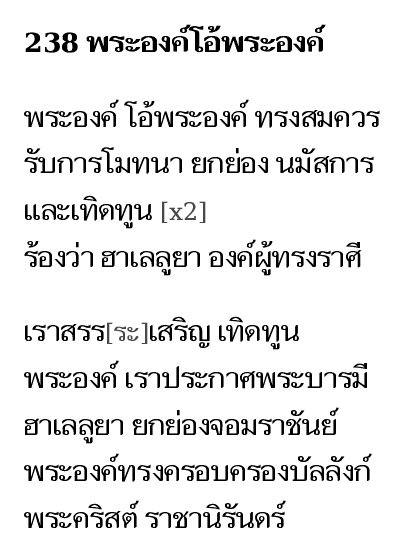 238 พระองค์โอ้พระองค์
พระองค์ โอ้พระองค์ ทรงสมควร
รับการโมทนา ยกย่อง นมัสการ
และเทิดทูน [x2]
ร้องว่า ฮาเลลูยา องค์ผู้ทรงราศี
เราสรร[ระ]เสริญ เทิดทูน
พระองค์ เราประกาศพระบารมี
ฮาเลลูยา ยกย่องจอมราชันย์
พระองค์ทรงครอบครองบัลลังก์
พระคริสต์ ราชานิรันดร์